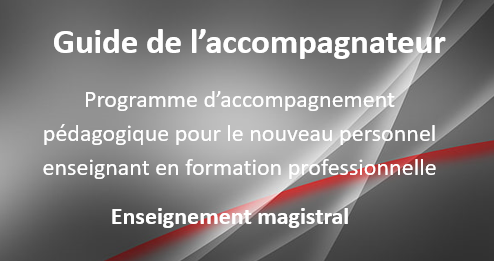 Guide de l’accompagnateur
Programme d’accompagnement
pédagogique pour le nouveau personnel
enseignant en formation professionnelle
Enseignement magistral